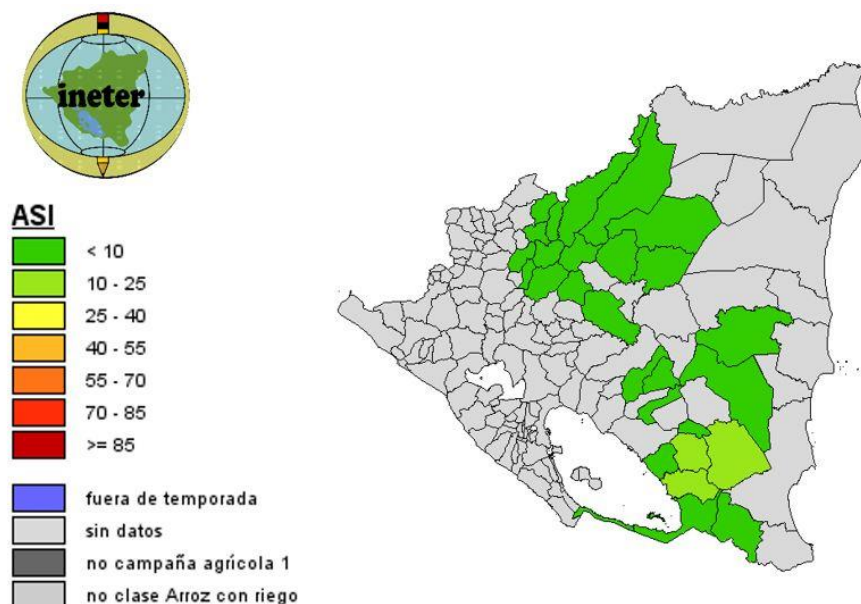 ineter
ASI
< 10
10 - 25
25 - 40
40 - 55
55 - 70
70 - 85
>= 85
fuera de temporada
sin datos
no campaña agrícola 1
no clase Arroz con riego